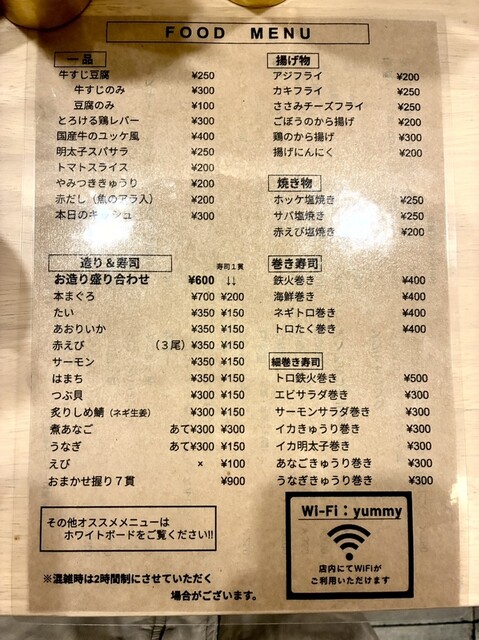 FOOD MENU
一品
牛すじ豆腐 ¥250
牛すじのみ ¥300
豆腐のみ ¥100
とろける鶏レバー ¥300
国産牛のユッケ風 ¥400
明太子スパサラ ¥250
トマトスライス ¥200
やみつききゅうり ¥200
赤だし（魚のアラ入） ¥200
本日のキッシュ ¥300
造り＆寿司 寿司1貫
お造り盛り合わせ ¥600 ↓↓
本まぐろ ¥700 ¥200
たい ¥350 ¥150
あおりいか ¥350 ¥150
赤えび （３尾）¥350 ¥150
サーモン ¥350 ¥150
はまち ¥350 ¥150
つぶ貝 ¥300 ¥150
炙りしめ鯖（ネギ生姜） ¥300 ¥150
煮あなご あて¥300 ¥300
うなぎ あて¥300 ¥150
えび × ¥100
おまかせ握り７貫 ¥900
その他オススメメニューは
ホワイトボードをご覧ください!!
※混雑時は2時間制にさせていただく
場合がございます。
揚げ物
アジフライ ¥200
カキフライ ¥250
ささみチーズフライ ¥250
ごぼうのから揚げ ¥200
鶏のから揚げ ¥300
揚げにんにく ¥200
焼き物
ホッケ塩焼き ¥250
サバ塩焼き ¥250
赤えび塩焼き ¥200
巻き寿司
鉄火巻き ¥400
海鮮巻き ¥400
ネギトロ巻き ¥400
トロたく巻き ¥400
細巻き寿司
トロ鉄火巻き ¥500
エビサラダ巻き ¥300
サーモンサラダ巻き ¥300
イカきゅうり巻き ¥300
イカ明太子巻き ¥300
あなごきゅうり巻き ¥300
うなぎきゅうり巻き ¥300
Wi-Fi：yummy
店内にてWiFiが
ご利用いただけます